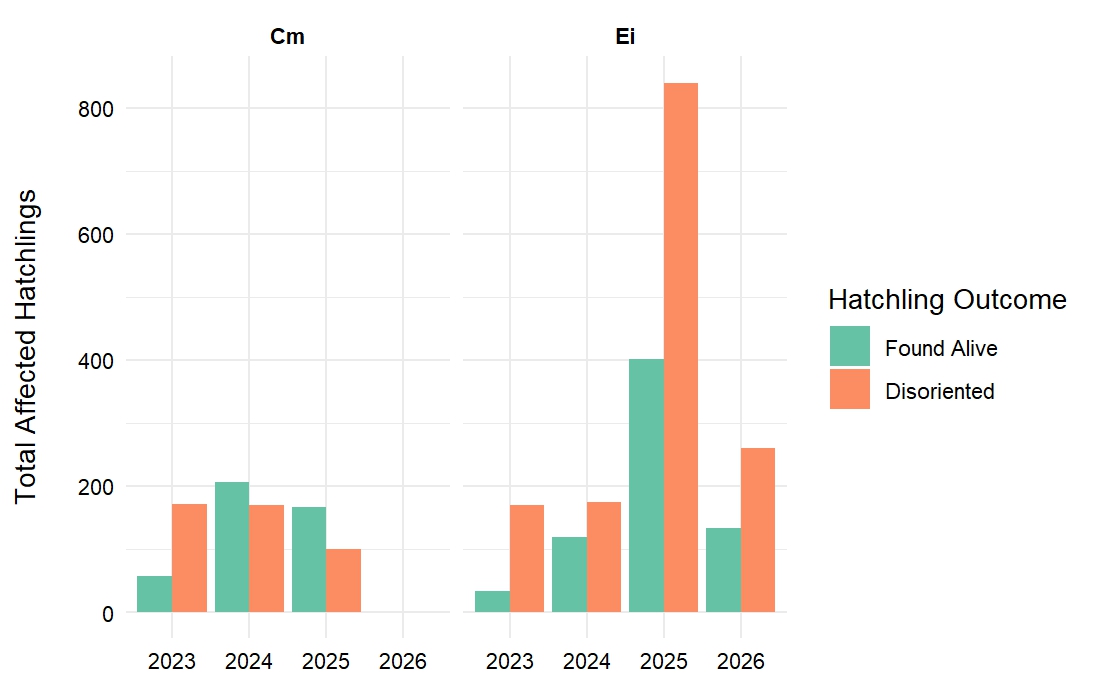 Cm
Ei
Total Affected Hatchlings
800
600
400
200
0
2023 2024 2025 2026
2023 2024 2025 2026
Hatchling Outcome
Found Alive
Disoriented